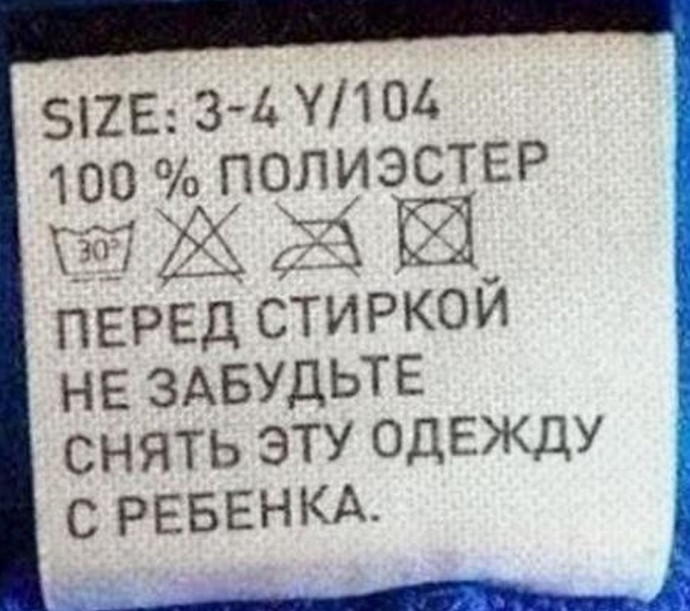 SIZE: 3-4 Y/104
100 % ПОЛИЭСТЕР
30°
ПЕРЕД СТИРКОЙ
НЕ ЗАБУДЬТЕ
СНЯТЬ ЭТУ ОДЕЖДУ
С РЕБЕНКА.